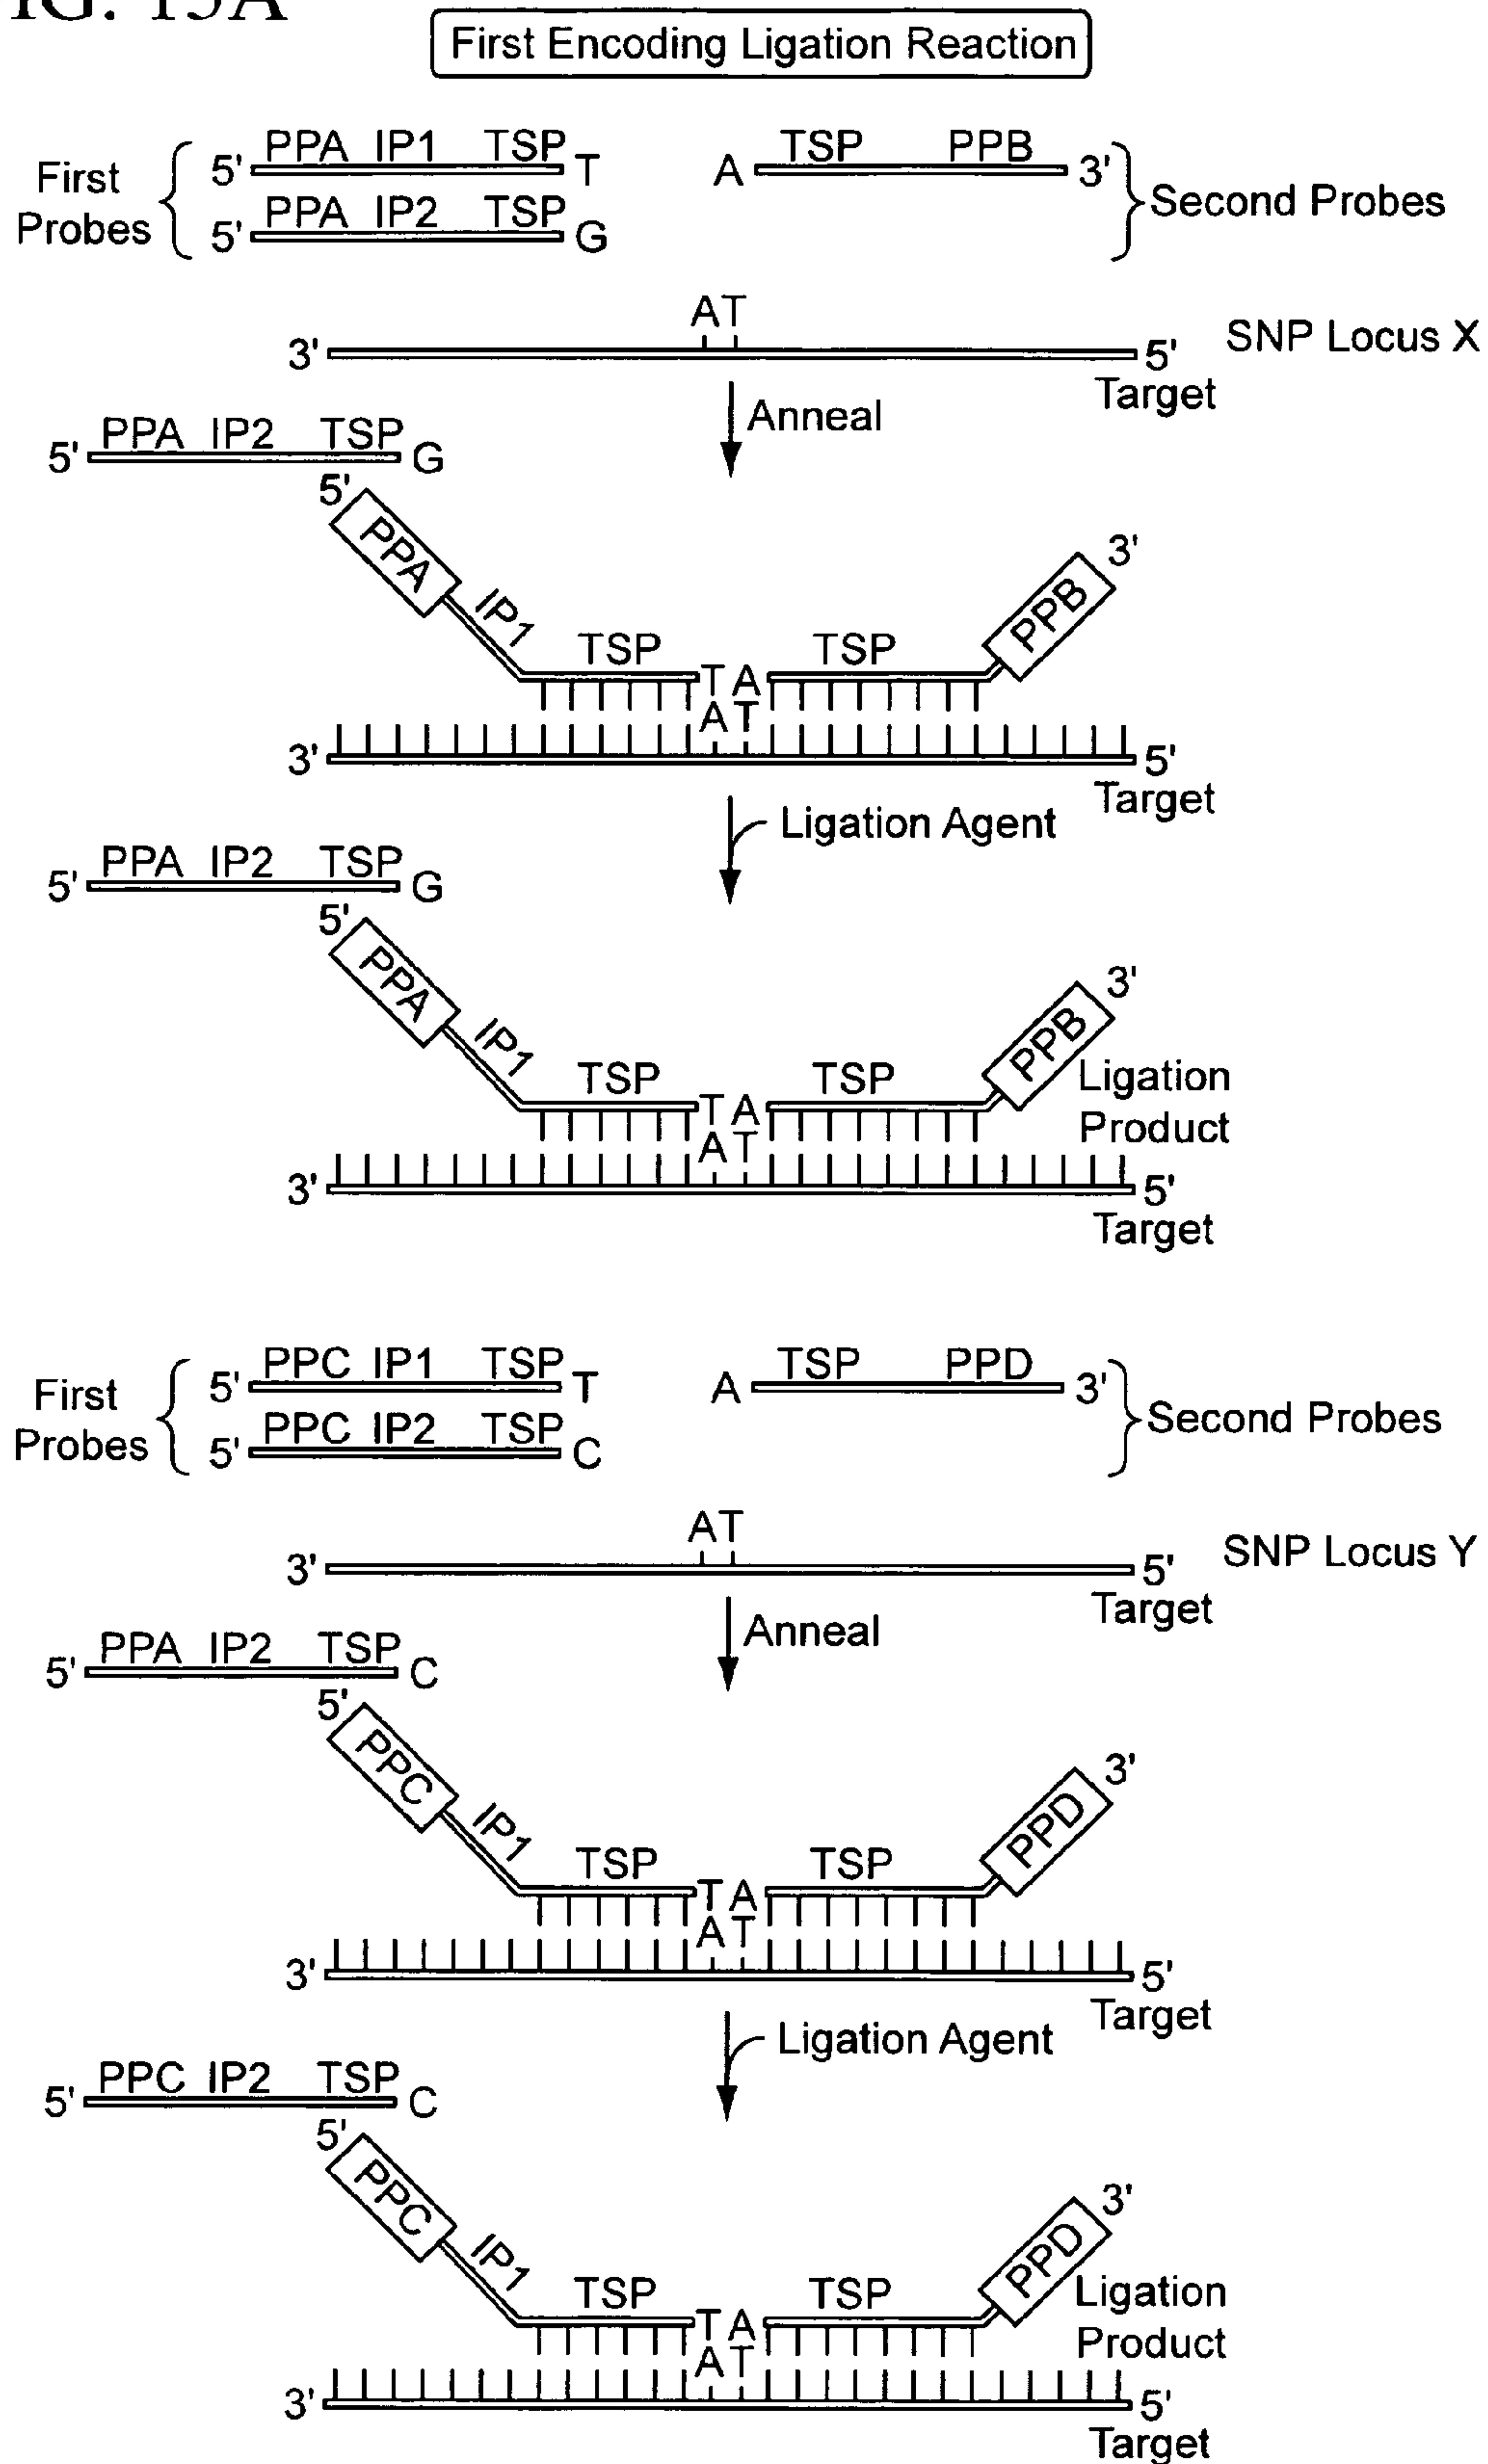 IG. 15A
First Encoding Ligation Reaction
First Probes
5' PPA IP1 TSP T
5' PPA IP2 TSP G
A TSP PPB 3'
Second Probes
AT
3' 5' SNP Locus X
Target
Anneal
5' PPA IP2 TSP G
5' PPA IP1 TSP T A TSP PPB 3'
A T
3' 5'
Target
Ligation Agent
5' PPA IP2 TSP G
5' PPA IP1 TSP T A TSP PPB 3'
Ligation Product
A T
3' 5'
Target
First Probes
5' PPC IP1 TSP T
5' PPC IP2 TSP C
A TSP PPD 3'
Second Probes
AT
3' 5' SNP Locus Y
Target
Anneal
5' PPA IP2 TSP C
5' PPC IP1 TSP T A TSP PPD 3'
A T
3' 5'
Target
Ligation Agent
5' PPC IP2 TSP C
5' PPC IP1 TSP T A TSP PPD 3'
Ligation Product
A T
3' 5'
Target